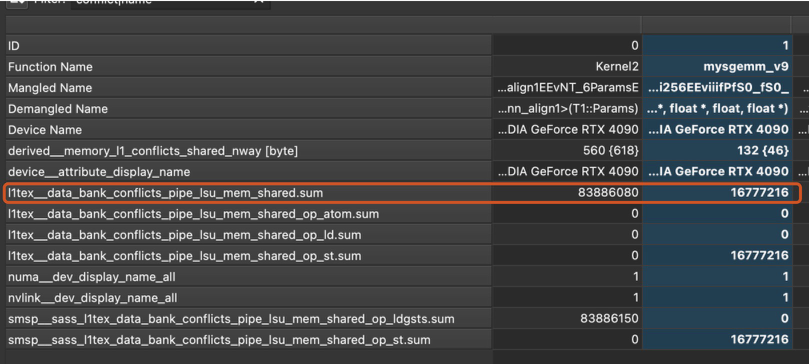 ID 0 1
Function Name Kernel2 mysgemm_v9
Mangled Name ...align1EEvNT_6ParamsE ...i256EEviiifPfS0_fS0_
Demangled Name ...nn_align1>(T1::Params) ...*, float *, float, float *)
Device Name ...DIA GeForce RTX 4090 ...IA GeForce RTX 4090
derived__memory_l1_conflicts_shared_nway [byte] 560 {618} 132 {46}
device__attribute_display_name ...DIA GeForce RTX 4090 ...IA GeForce RTX 4090
l1tex__data_bank_conflicts_pipe_lsu_mem_shared.sum 83886080 16777216
l1tex__data_bank_conflicts_pipe_lsu_mem_shared_op_atom.sum 0 0
l1tex__data_bank_conflicts_pipe_lsu_mem_shared_op_ld.sum 0 0
l1tex__data_bank_conflicts_pipe_lsu_mem_shared_op_st.sum 0 16777216
numa__dev_display_name_all 1 1
nvlink__dev_display_name_all 1 1
smsp__sass_l1tex_data_bank_conflicts_pipe_lsu_mem_shared_op_ldgsts.sum 83886150 0
smsp__sass_l1tex_data_bank_conflicts_pipe_lsu_mem_shared_op_st.sum 0 16777216